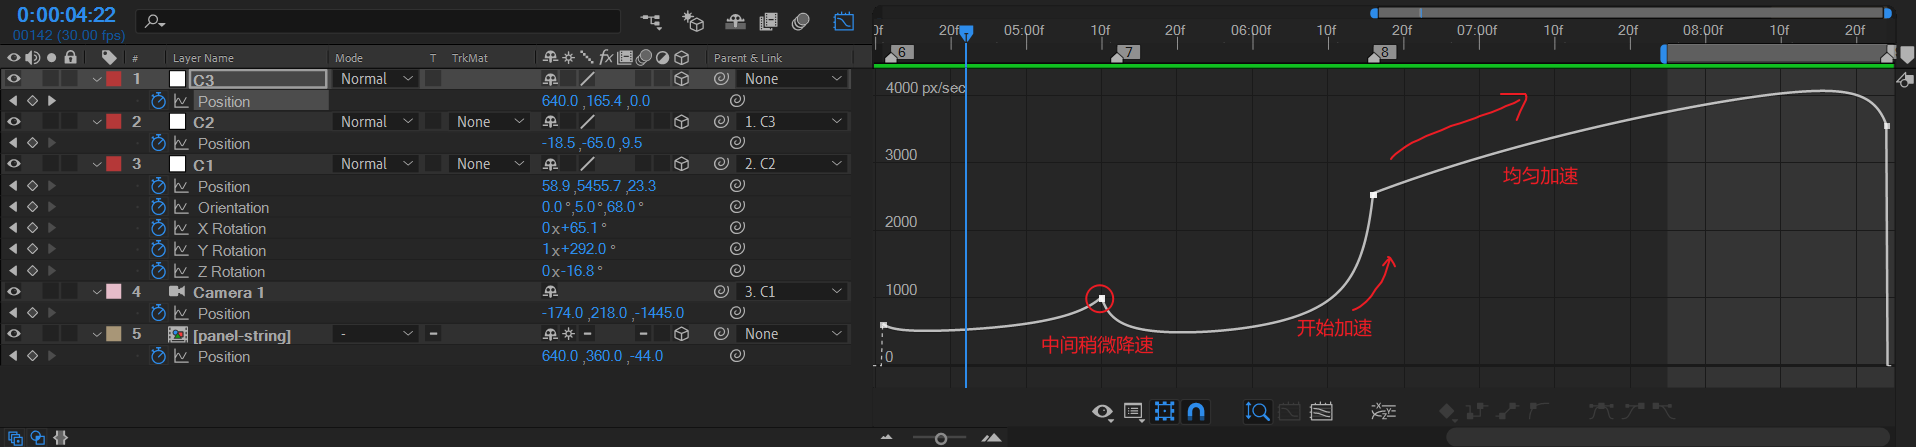 0:00:04:22
00142 (30.00 fps)
# Layer Name Mode T TrkMat Parent & Link
1 C3 Normal None
Position 640.0 ,165.4 ,0.0
2 C2 Normal None 1. C3
Position -18.5 ,-65.0 ,9.5
3 C1 Normal None 2. C2
Position 58.9 ,5455.7 ,23.3
Orientation 0.0 °,5.0 °,68.0 °
X Rotation 0 x +65.1 °
Y Rotation 1 x +292.0 °
Z Rotation 0 x -16.8 °
4 Camera 1 3. C1
Position -174.0 ,218.0 ,-1445.0
5 [panel-string] - None
Position 640.0 ,360.0 ,-44.0
0f 20f 05:00f 10f 20f 06:00f 10f 20f 07:00f 10f 20f 08:00f 10f 20f
6 7 8
4000 px/sec
3000
均匀加速
2000
1000
开始加速
中间稍微降速
0